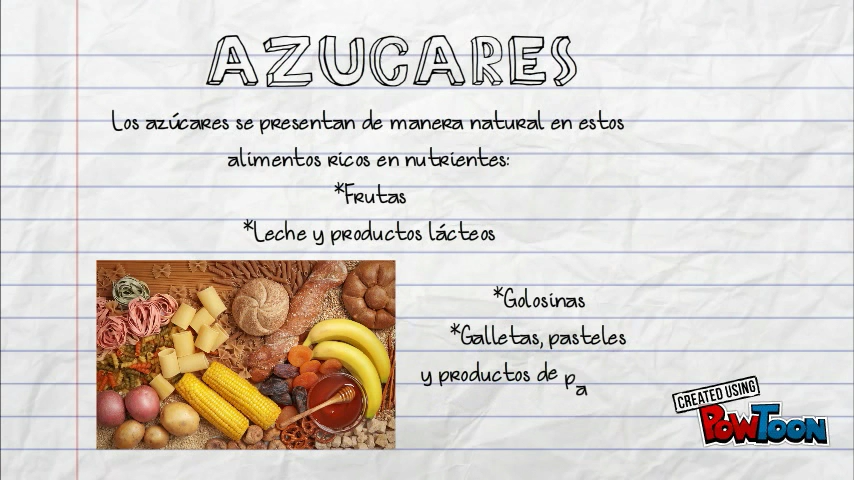 AZUCARES
Los azúcares se presentan de manera natural en estos
alimentos ricos en nutrientes:
*Frutas
*Leche y productos lácteos
*Golosinas
*Galletas, pasteles
y productos de pa
CREATED USING
POWTOON